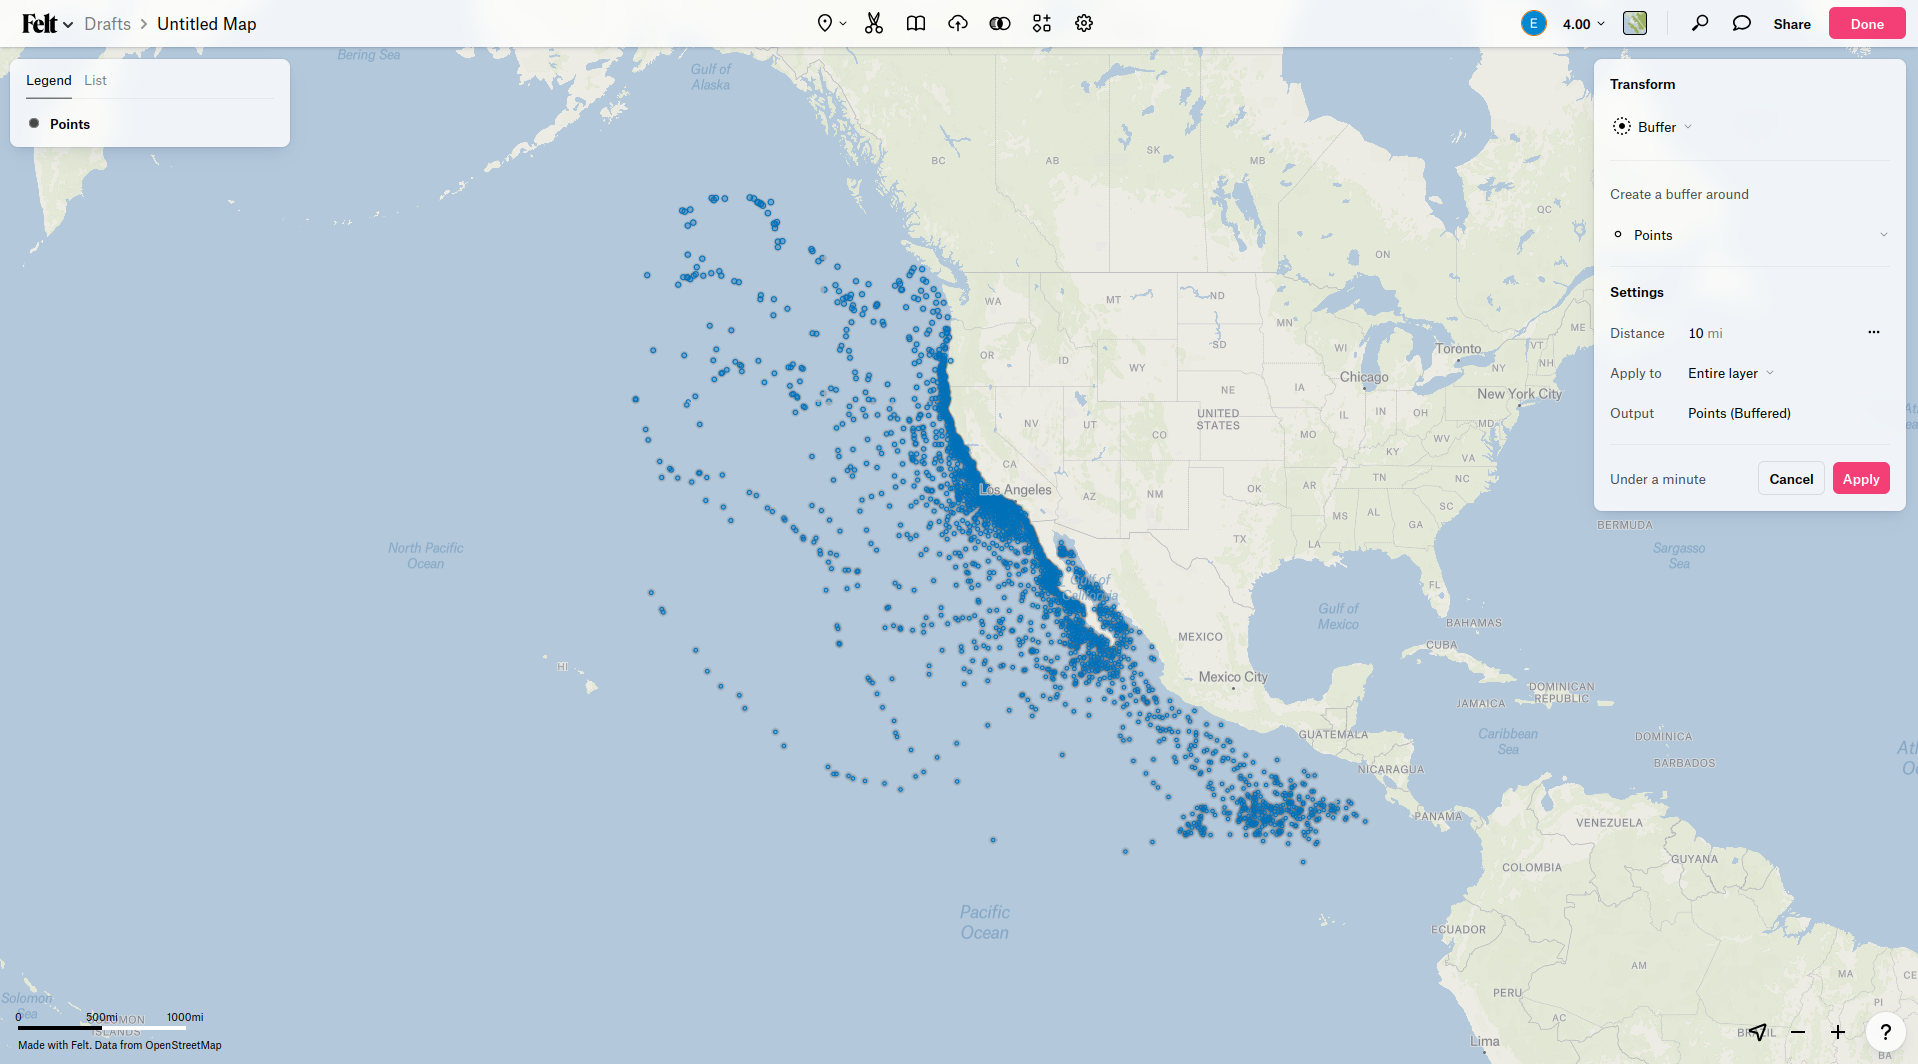 Felt
Drafts
Untitled Map
E
4.00
Share
Done
Legend
List
Points
Transform
Buffer
Create a buffer around
Points
Settings
Distance
10 mi
Apply to
Entire layer
Output
Points (Buffered)
Under a minute
Cancel
Apply
Bering Sea
Gulf of
Alaska
BC
AB
SK
MB
ON
QC
WA
MT
ND
MN
OR
ID
WY
SD
WI
Toronto
VT
NH
ME
NY
Chicago
New York City
NE
IA
NV
UT
CO
UNITED
STATES
IL
IN
OH
MD
MO
WV
KY
VA
CA
Los Angeles
AZ
NM
OK
AR
TN
NC
MS
AL
SC
GA
TX
LA
FL
BERMUDA
Sargasso
Sea
North Pacific
Ocean
Gulf of
California
Gulf of
Mexico
BAHAMAS
CUBA
MEXICO
Mexico City
HI
JAMAICA
DOMINICAN
REPUBLIC
GUATEMALA
Caribbean
Sea
DOMINICA
BARBADOS
NICARAGUA
PANAMA
VENEZUELA
COLOMBIA
GUYANA
Pacific
Ocean
ECUADOR
AM
MA
CE
PERU
PI
AC
BRAZIL
BA
Lima
Solomon
Sea
SOLOMON
ISLANDS
0
500mi
1000mi
Made with Felt. Data from OpenStreetMap
?